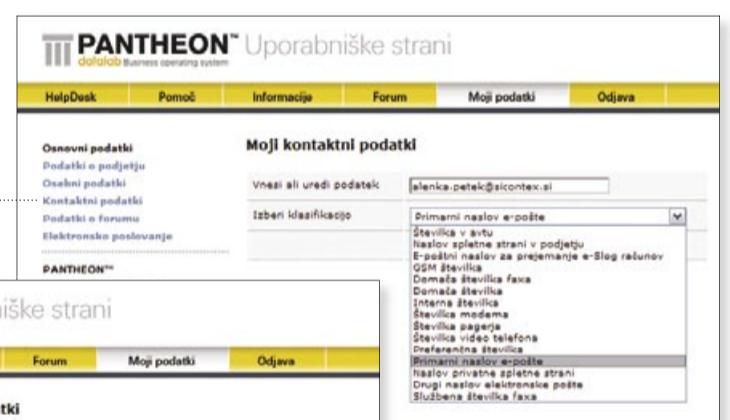 PANTHEON™ Uporabniške strani
datalab Business operating system
HelpDesk Pomoč Informacije Forum Moji podatki Odjava
Osnovni podatki
Podatki o podjetju
Osebni podatki
Kontaktni podatki
Podatki o forumu
Elektronsko poslovanje
PANTHEON™
Moji kontaktni podatki
Vnesi ali uredi podatek alenka.petek@sicontex.si
Izberi klasifikacijo Primarni naslov e-pošte
Številka v avtu
Naslov spletne strani v podjetju
E-poštni naslov za prejemanje e-Slog računov
GSM številka
Domača številka faxa
Domača številka
Interna številka
Številka modema
Številka pagerja
Številka video telefona
Preferenčna številka
Primarni naslov e-pošte
Naslov privatne spletne strani
Drugi naslov elektronske pošte
Službena številka faxa
iške strani
Forum Moji podatki Odjava
tki